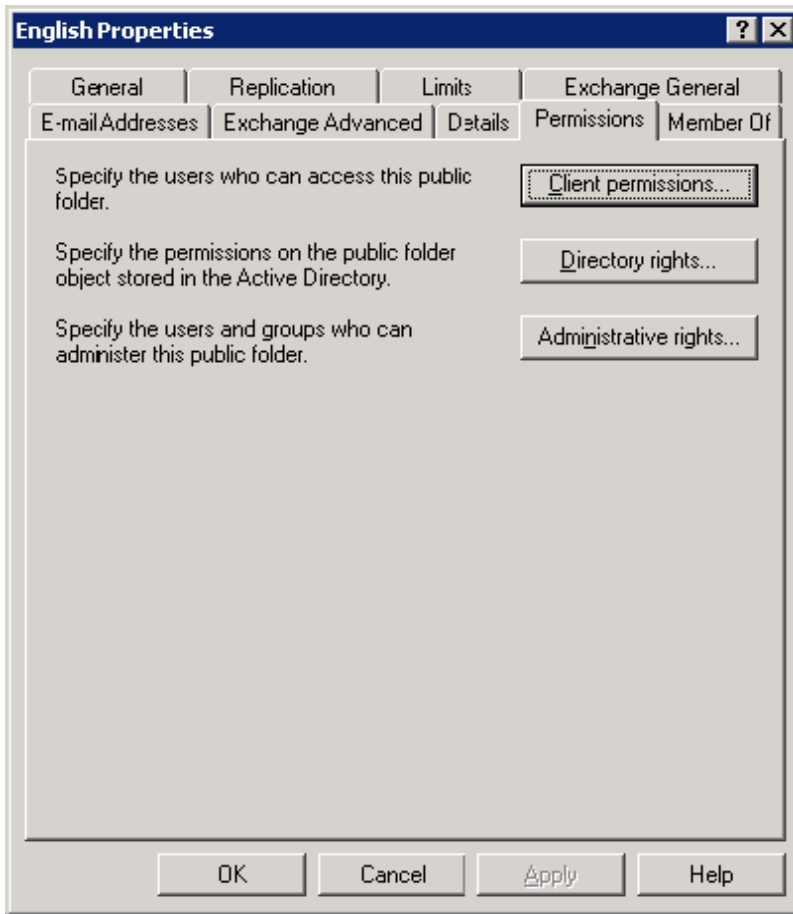 English Properties
General Replication Limits Exchange General
E-mail Addresses Exchange Advanced Details Permissions Member Of
Specify the users who can access this public
folder.
Client permissions...
Specify the permissions on the public folder
object stored in the Active Directory.
Directory rights...
Specify the users and groups who can
administer this public folder.
Administrative rights...
OK Cancel Apply Help